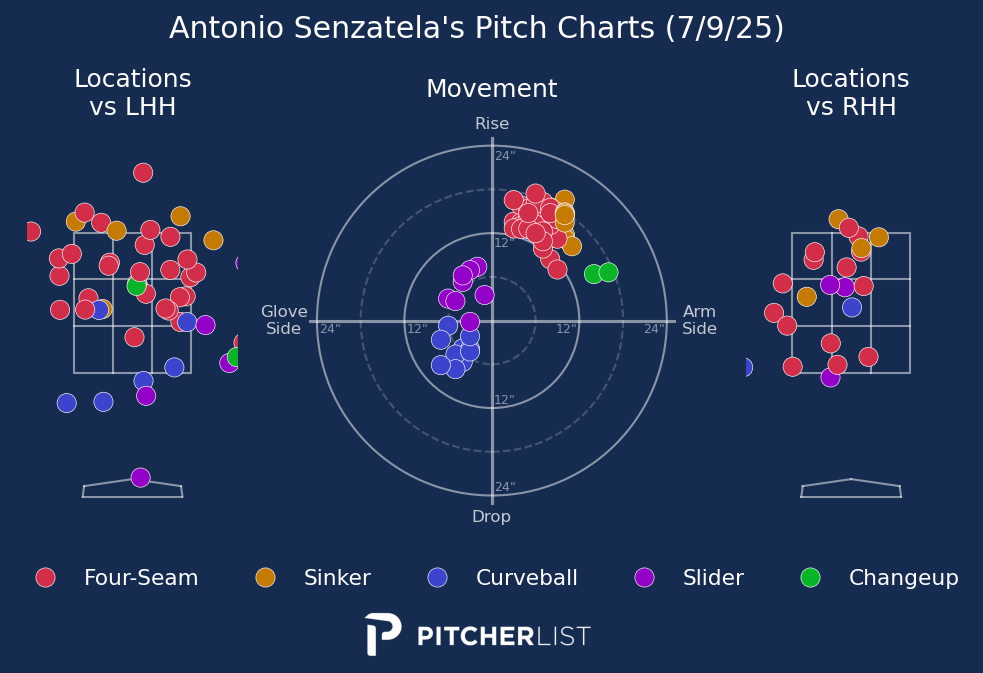 Antonio Senzatela's Pitch Charts (7/9/25)
Locations
vs LHH
Movement
Locations
vs RHH
Rise
24"
12"
Glove
Side
24"
12"
12"
24"
Arm
Side
12"
24"
Drop
Four-Seam
Sinker
Curveball
Slider
Changeup
PITCHERLIST